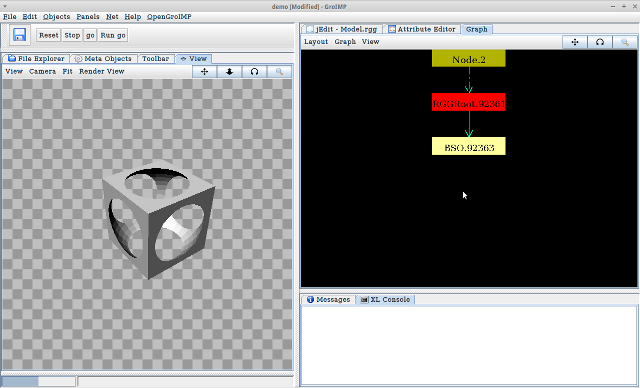 demo [Modified] - GroIMP
File Edit Objects Panels Net Help OpenGroIMP
Reset Stop go Run go
File Explorer Meta Objects Toolbar View
View Camera Fit Render View
jEdit - Model.rgg Attribute Editor Graph
Layout Graph View
Node.2
RGGRoot.92361
BSO.92363
Messages XL Console